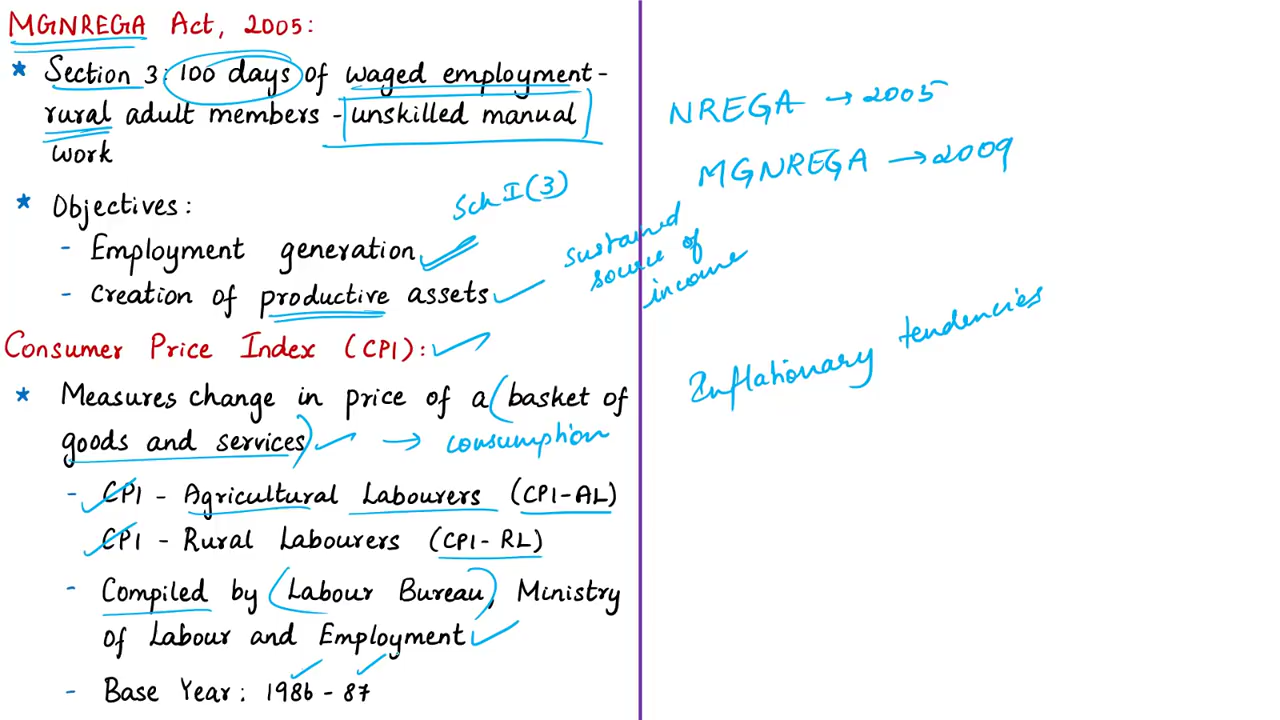 MGNREGA Act, 2005:
* Section 3: 100 days of waged employment-
rural adult members - unskilled manual
work
* Objectives:
- Employment generation
- Creation of productive assets
Sch I (3)
sustained
source of
income
Consumer Price Index (CPI):
* Measures change in price of a (basket of
goods and services) → consumption
- CPI - Agricultural Labourers (CPI-AL)
- CPI - Rural Labourers (CPI-RL)
- Compiled by (Labour Bureau), Ministry
of Labour and Employment
- Base Year: 1986-87
NREGA → 2005
MGNREGA → 2009
Inflationary tendencies